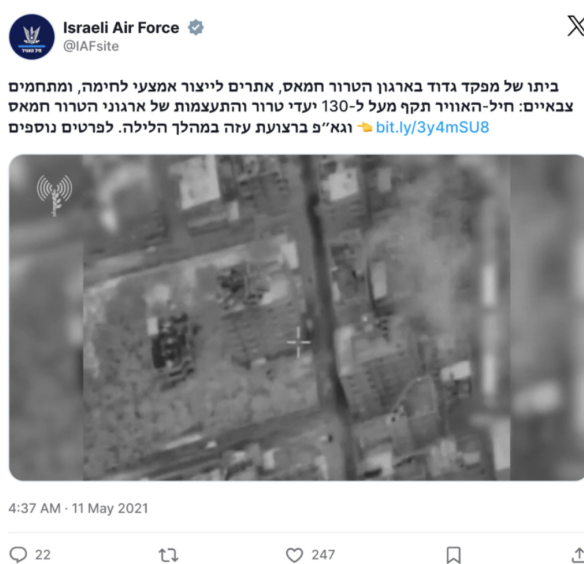 Israeli Air Force
@IAFsite
ביתו של מפקד גדוד בארגון הטרור חמאס, אתרים לייצור אמצעי לחימה, ומתחמים
צבאיים: חיל-האוויר תקף מעל ל-130 יעדי טרור והתעצמות של ארגוני הטרור חמאס
וגא״פ ברצועת עזה במהלך הלילה. לפרטים נוספים 👈 bit.ly/3y4mSU8
4:37 AM · 11 May 2021
22
247